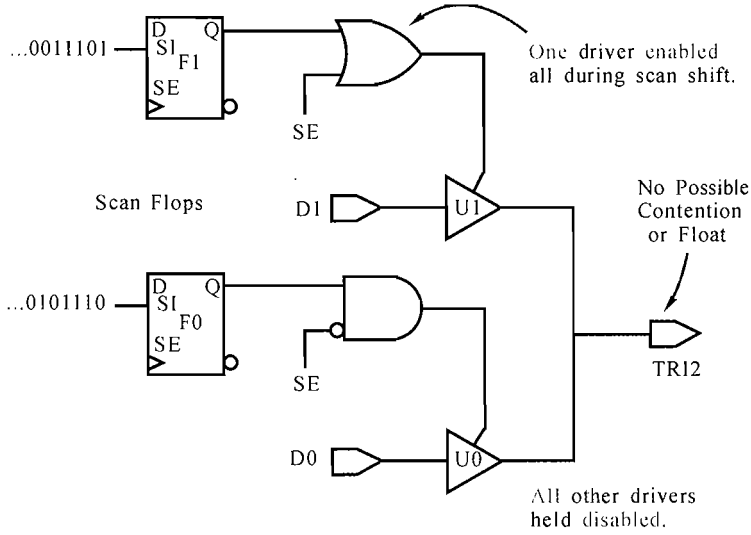 D Q
...0011101 SI
F1
SE
One driver enabled
all during scan shift.
SE
Scan Flops
D1
U1
No Possible
Contention
or Float
D Q
...0101110 SI
F0
SE
SE
TRI2
D0
U0
All other drivers
held disabled.